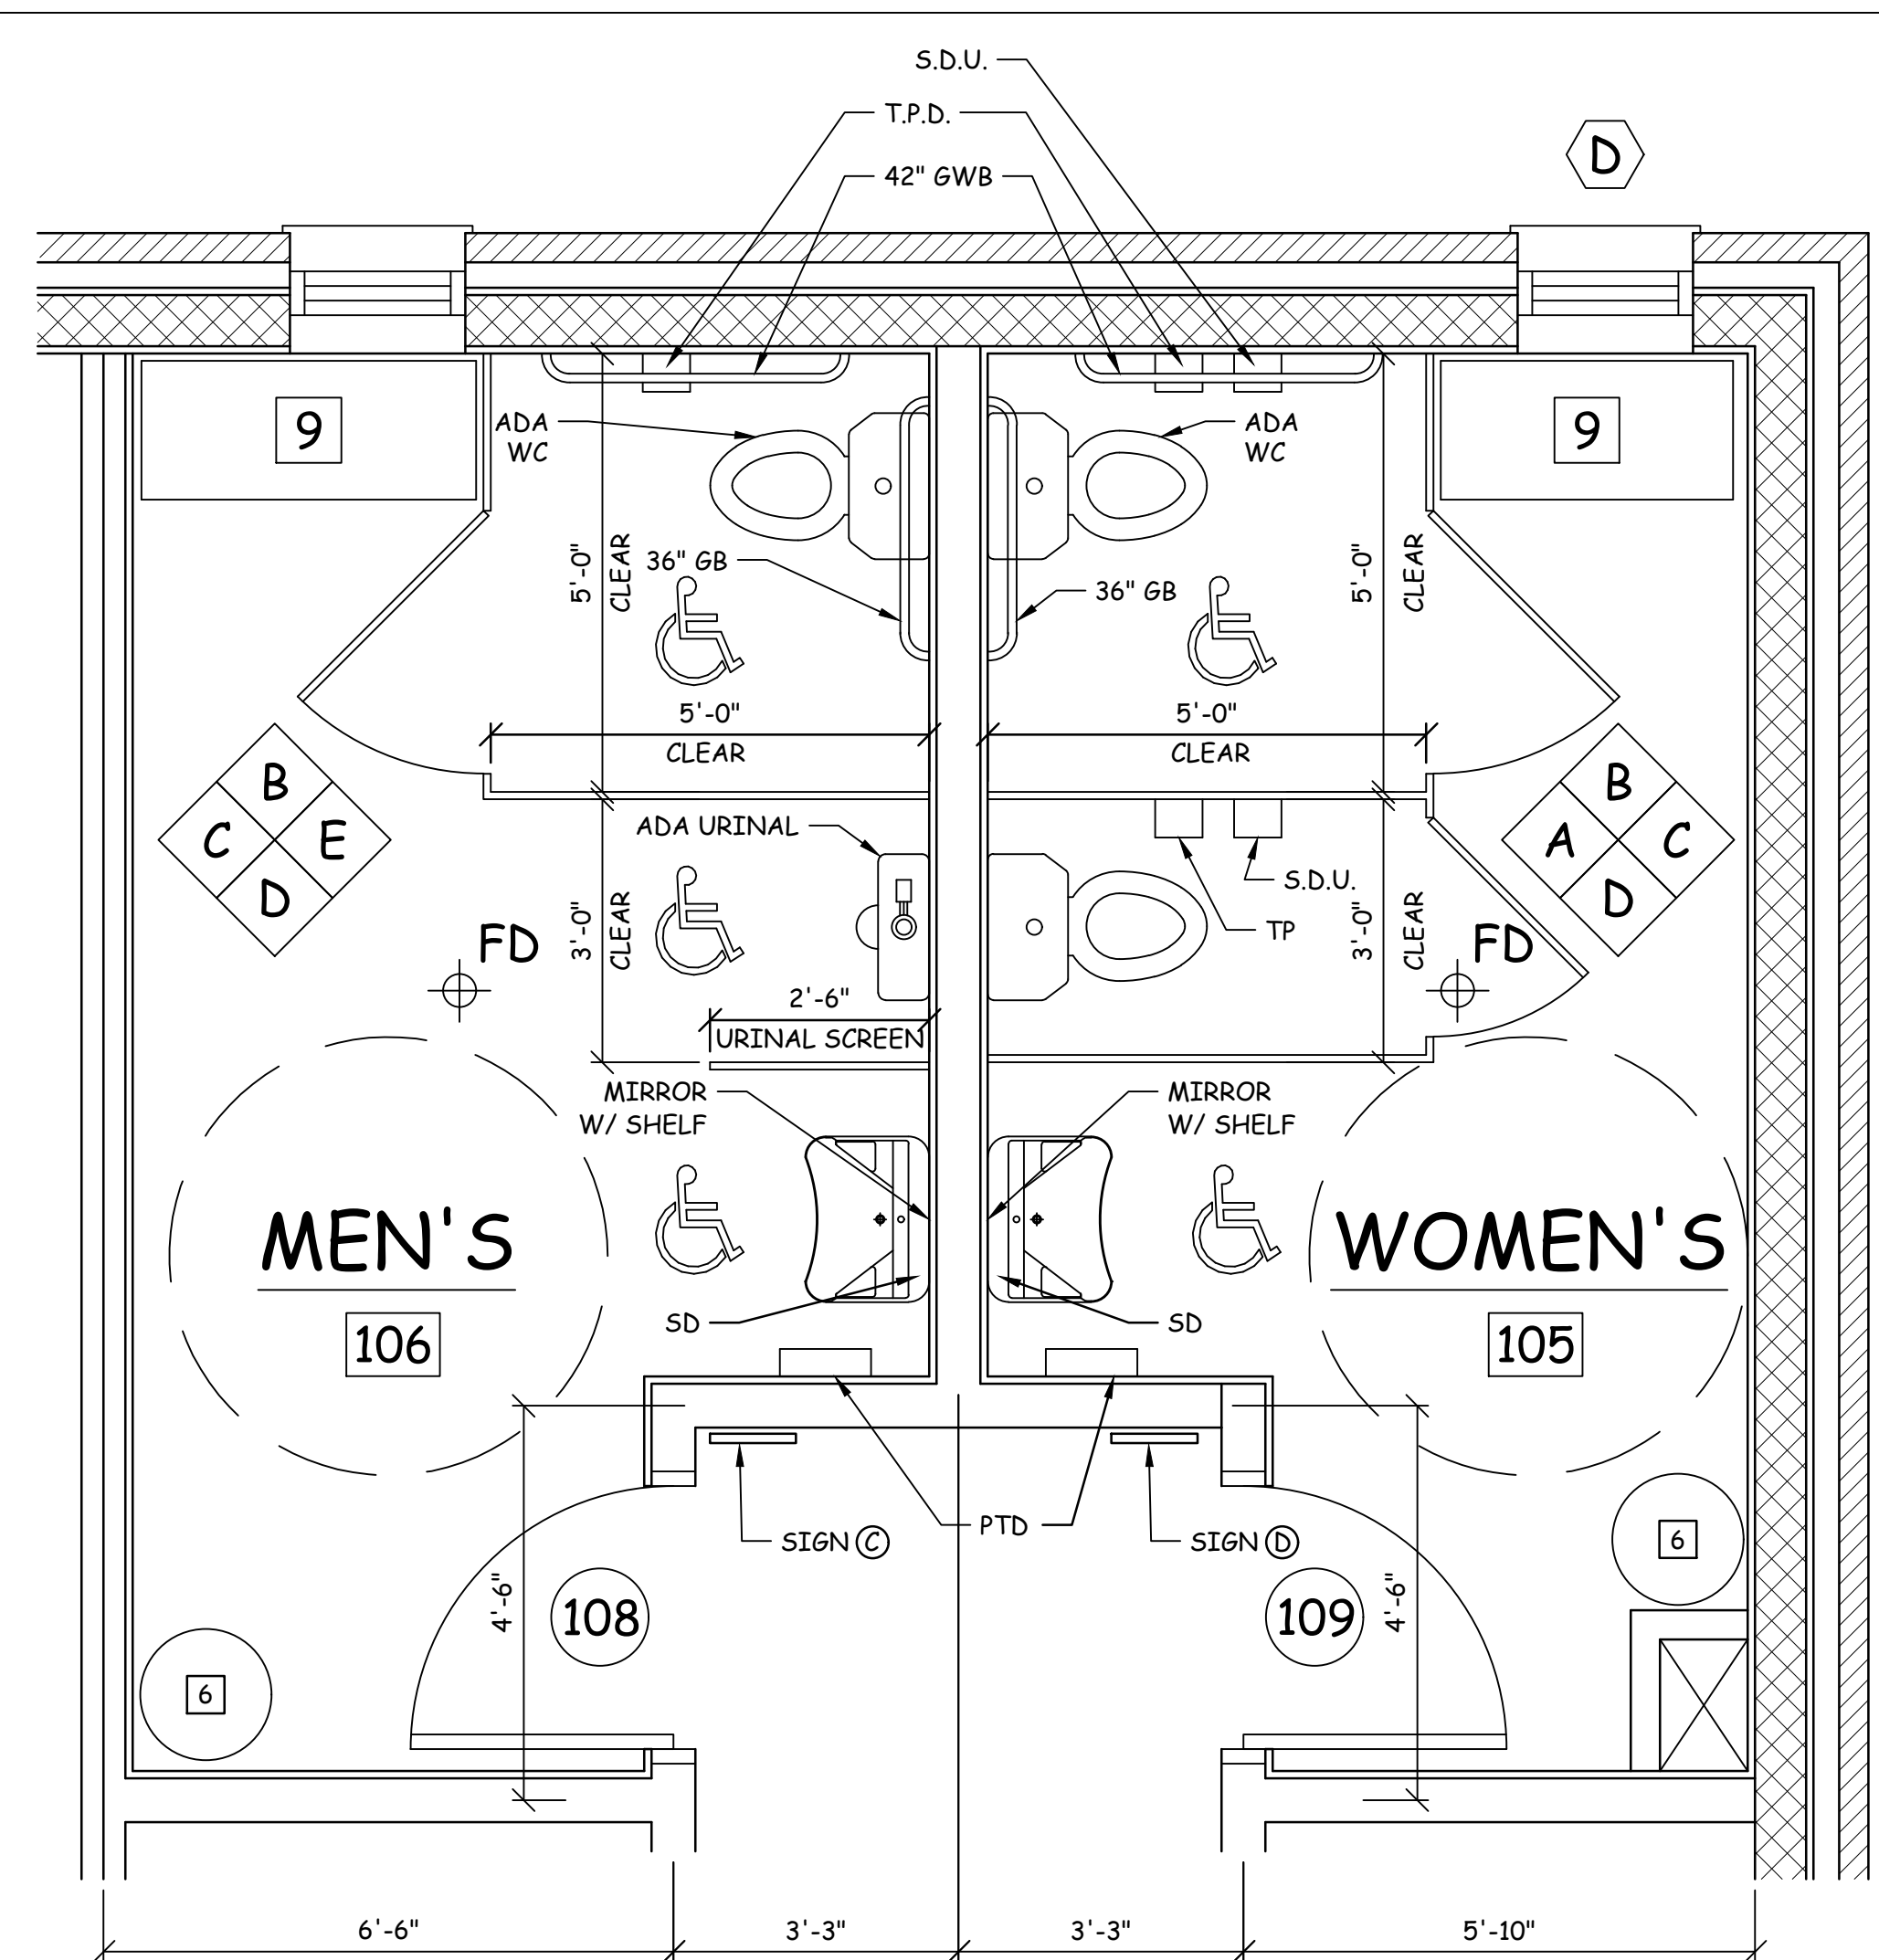 S.D.U.
T.P.D.
42" GWB
D
9
9
ADA
WC
ADA
WC
5'-0"
CLEAR
36" GB
36" GB
5'-0"
CLEAR
5'-0"
CLEAR
5'-0"
CLEAR
B
C
E
D
B
A
C
D
ADA URINAL
S.D.U.
TP
FD
3'-0"
CLEAR
3'-0"
CLEAR
FD
2'-6"
URINAL SCREEN
MIRROR
W/ SHELF
MIRROR
W/ SHELF
MEN'S
106
WOMEN'S
105
SD
SD
PTD
SIGN C
SIGN D
6
4'-6"
108
109
4'-6"
6
6'-6"
3'-3"
3'-3"
5'-10"